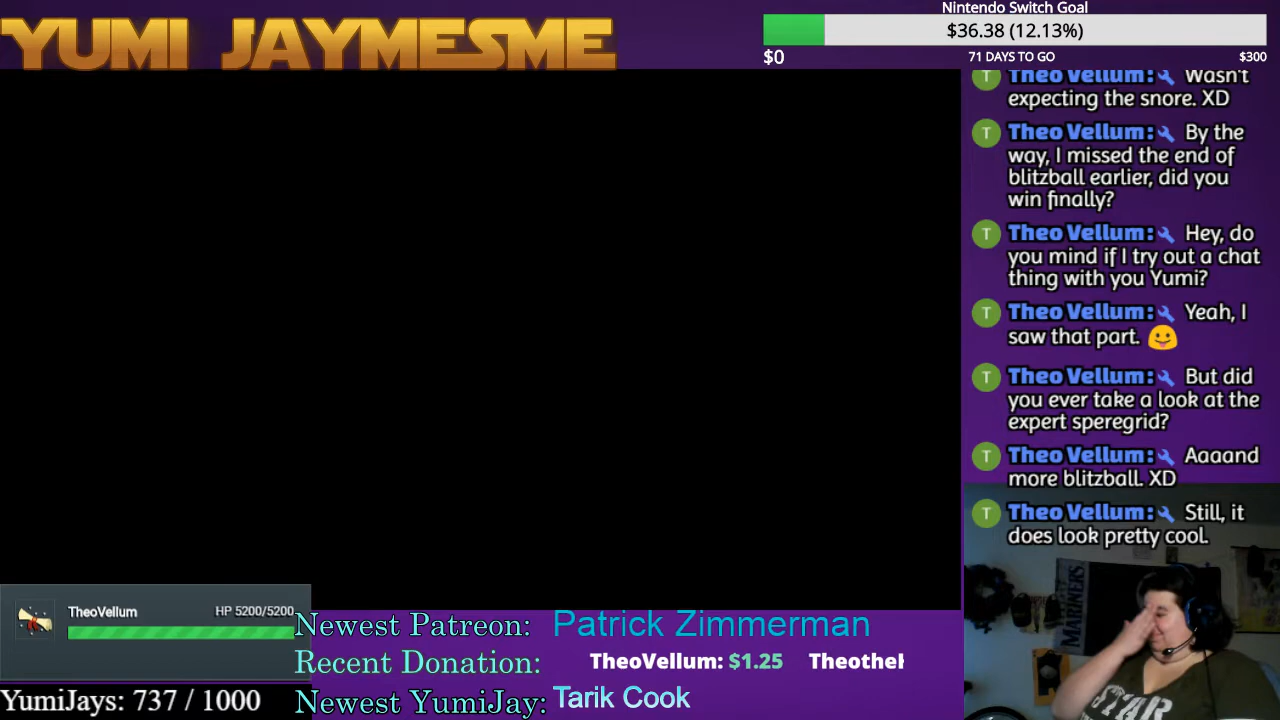 YUMI JAYMESME
Nintendo Switch Goal
$36.38 (12.13%)
$0
71 DAYS TO GO
$300
T Theo Vellum: Wasn't
expecting the snore. XD
T Theo Vellum: By the
way, I missed the end of
blitzball earlier, did you
win finally?
T Theo Vellum: Hey, do
you mind if I try out a chat
thing with you Yumi?
T Theo Vellum: Yeah, I
saw that part.
T Theo Vellum: But did
you ever take a look at the
expert speregrid?
T Theo Vellum: Aaaand
more blitzball. XD
T Theo Vellum: Still, it
does look pretty cool.
MARINERS
STAR
TheoVellum HP 5200/5200
Newest Patreon: Patrick Zimmerman
Recent Donation: TheoVellum: $1.25
Newest YumiJay: Tarik Cook
YumiJays: 737 / 1000